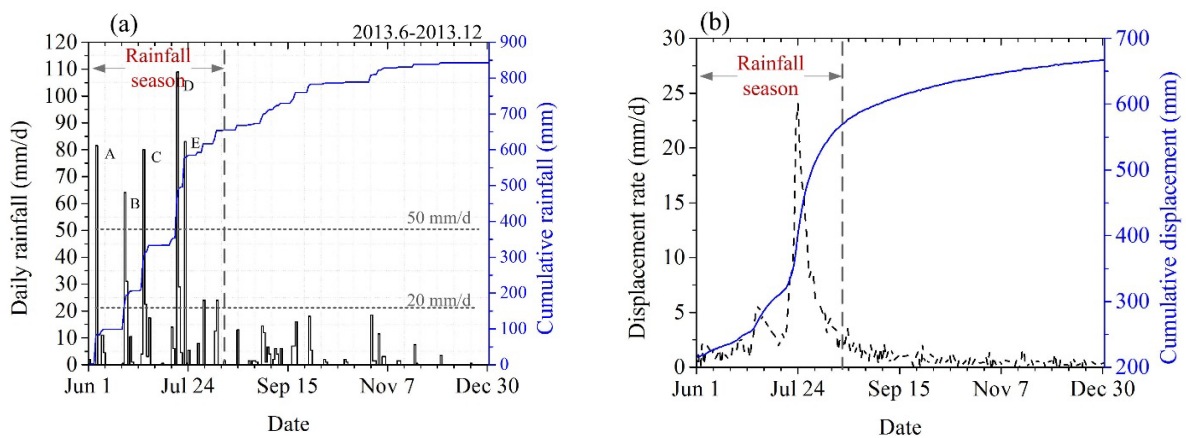 (a)
2013.6-2013.12
Rainfall
season
A
B
C
D
E
50 mm/d
20 mm/d
120
110
100
90
80
70
60
50
40
30
20
10
0
Daily rainfall (mm/d)
900
800
700
600
500
400
300
200
100
0
Cumulative rainfall (mm)
Jun 1 Jul 24 Sep 15 Nov 7 Dec 30
Date
(b)
Rainfall
season
30
25
20
15
10
5
0
Displacement rate (mm/d)
700
600
500
400
300
200
Cumulative displacement (mm)
Jun 1 Jul 24 Sep 15 Nov 7 Dec 30
Date